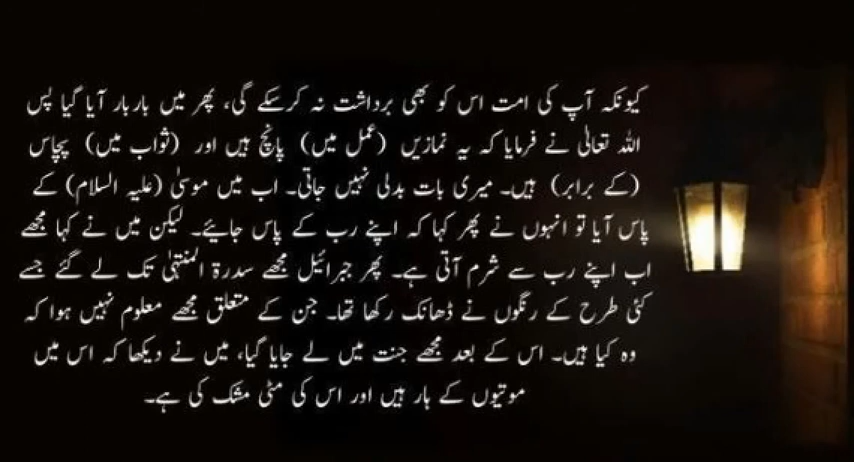 کیونکہ آپ کی امت اس کو بھی برداشت نہ کرسکے گی، پھر میں بار بار آیا گیا پس
اللہ تعالیٰ نے فرمایا کہ یہ نمازیں (عمل میں) پانچ ہیں اور (ثواب میں) پچاس
(کے برابر) ہیں۔ میری بات بدلی نہیں جاتی۔ اب میں موسیٰ (علیہ السلام) کے
پاس آیا تو انہوں نے پھر کہا کہ اپنے رب کے پاس جائیے۔ لیکن میں نے کہا مجھے
اب اپنے رب سے شرم آتی ہے۔ پھر جبرائیل مجھے سدرۃ المنتہیٰ تک لے گئے جسے
کئی طرح کے رنگوں نے ڈھانک رکھا تھا۔ جن کے متعلق مجھے معلوم نہیں ہوا کہ
وہ کیا ہیں۔ اس کے بعد مجھے جنت میں لے جایا گیا، میں نے دیکھا کہ اس میں
موتیوں کے ہار ہیں اور اس کی مٹی مشک کی ہے۔